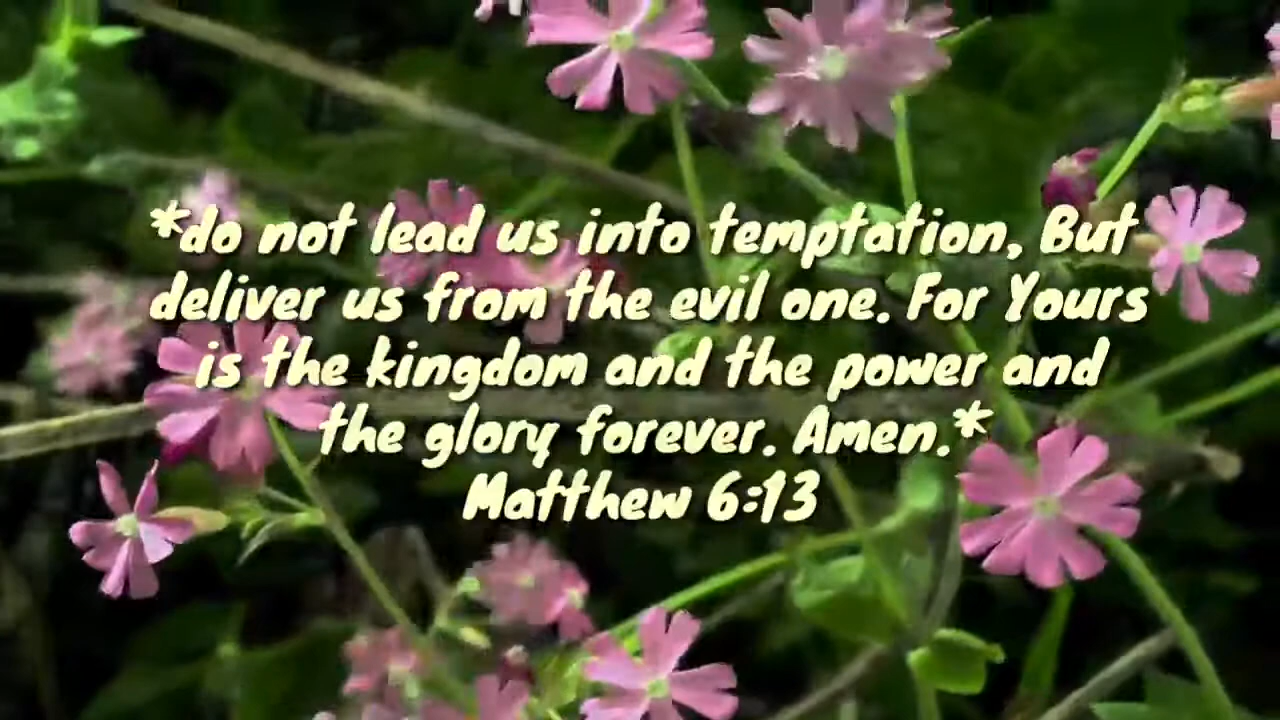 *do not lead us into temptation, But
deliver us from the evil one. For Yours
is the kingdom and the power and
the glory forever. Amen.*
Matthew 6:13